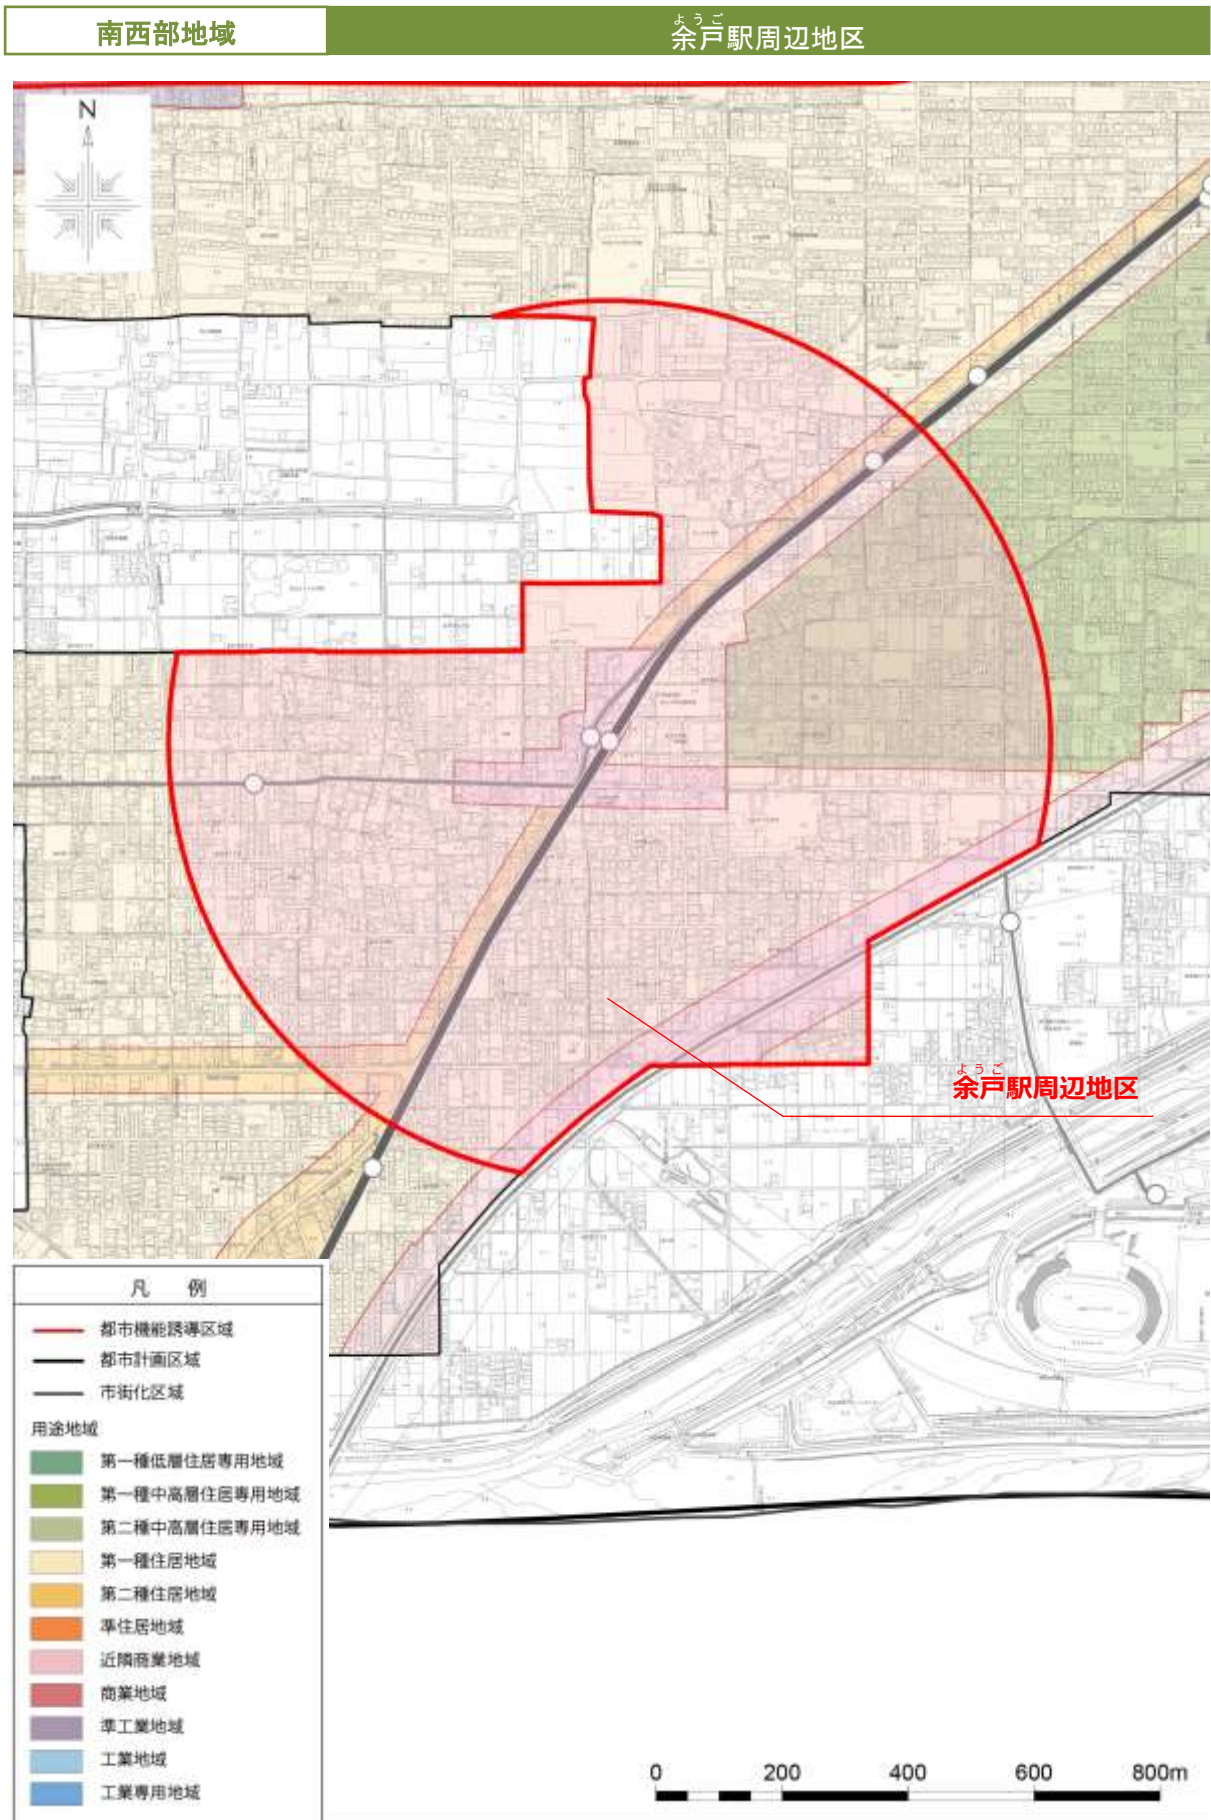 南西部地域
ようご
余戸駅周辺地区
N
ようご
余戸駅周辺地区
凡 例
都市機能誘導区域
都市計画区域
市街化区域
用途地域
第一種低層住居専用地域
第一種中高層住居専用地域
第二種中高層住居専用地域
第一種住居地域
第二種住居地域
準住居地域
近隣商業地域
商業地域
準工業地域
工業地域
工業専用地域
0 200 400 600 800m